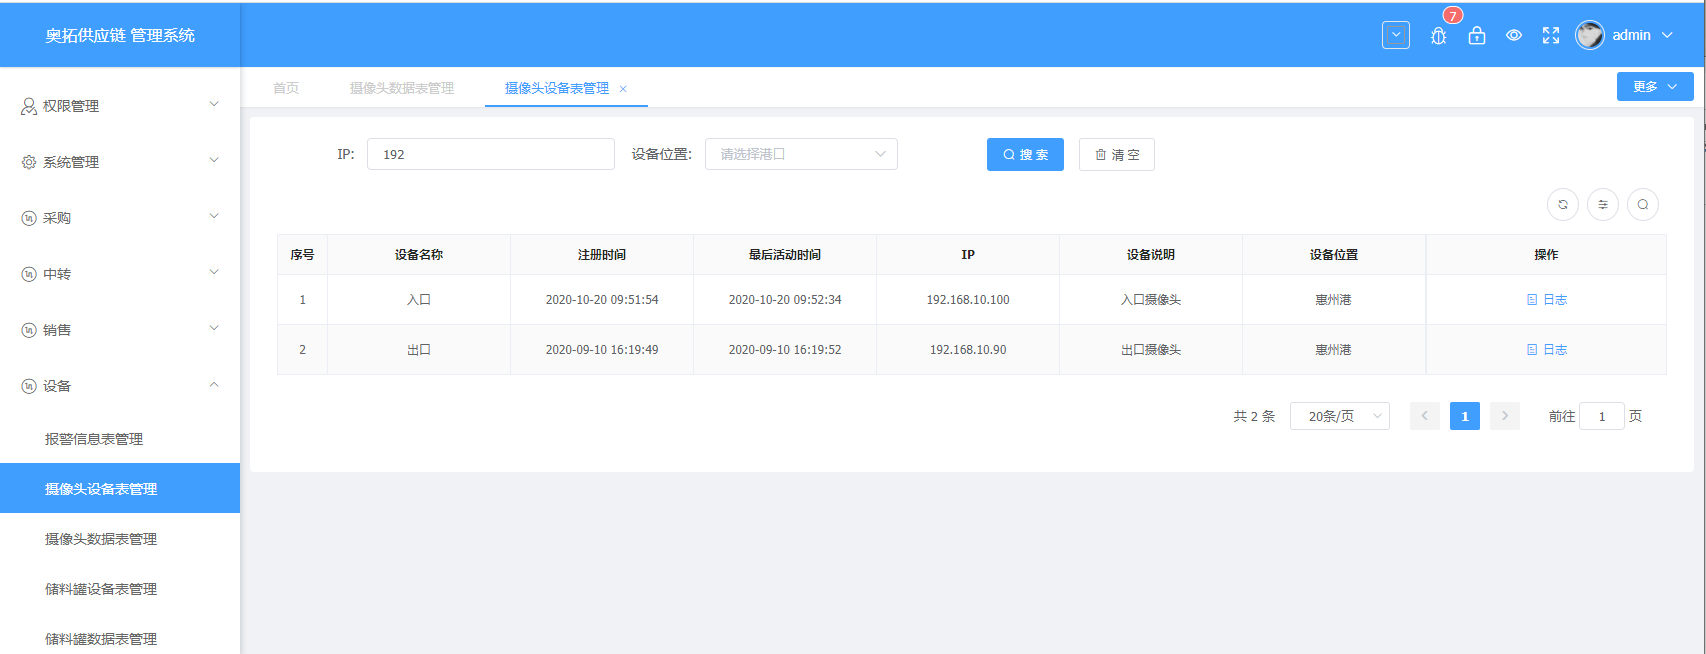 奥拓供应链 管理系统
7
admin
权限管理
系统管理
采购
中转
销售
设备
报警信息表管理
摄像头设备表管理
摄像头数据表管理
储料罐设备表管理
储料罐数据表管理
首页 摄像头数据表管理 摄像头设备表管理 × 更多
IP: 192 设备位置: 请选择港口 搜 索 清 空
序号 设备名称 注册时间 最后活动时间 IP 设备说明 设备位置 操作
1 入口 2020-10-20 09:51:54 2020-10-20 09:52:34 192.168.10.100 入口摄像头 惠州港 日志
2 出口 2020-09-10 16:19:49 2020-09-10 16:19:52 192.168.10.90 出口摄像头 惠州港 日志
共 2 条 20条/页 1 前往 1 页